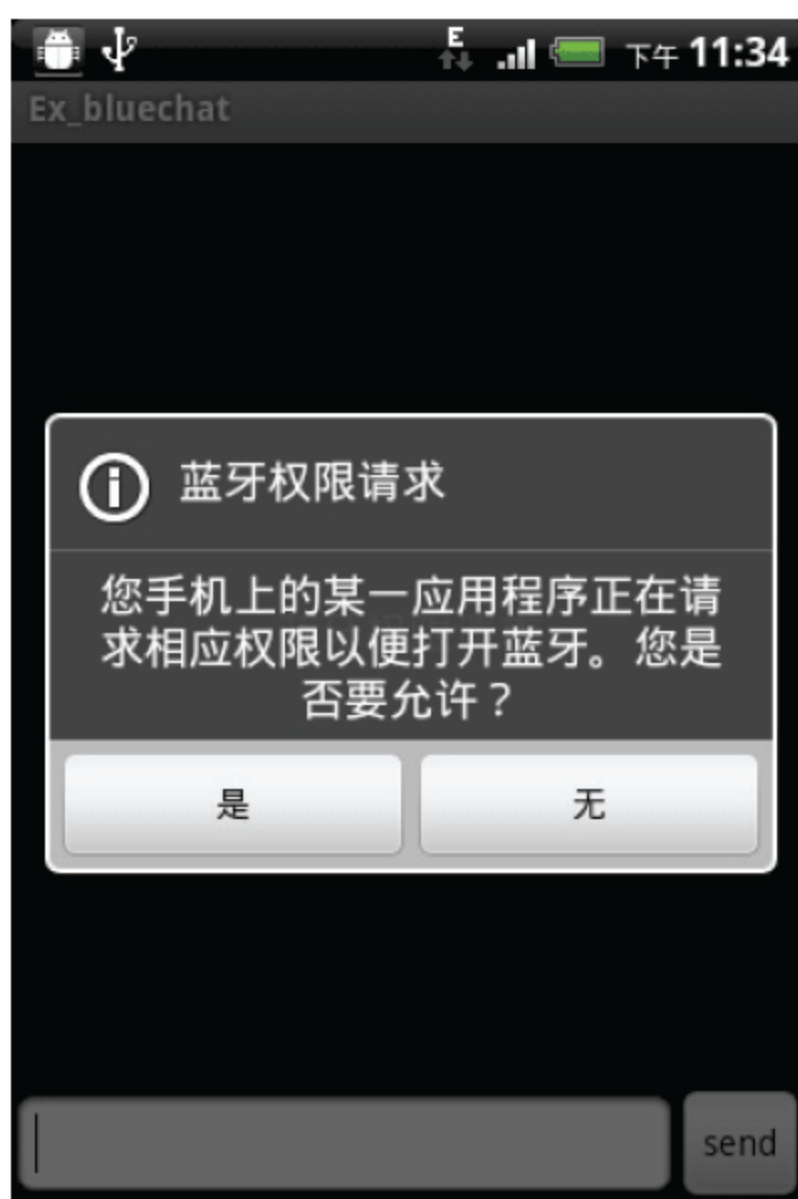 E
下午 11:34
Ex_bluechat
蓝牙权限请求
您手机上的某一应用程序正在请
求相应权限以便打开蓝牙。您是
否要允许？
是
无
send